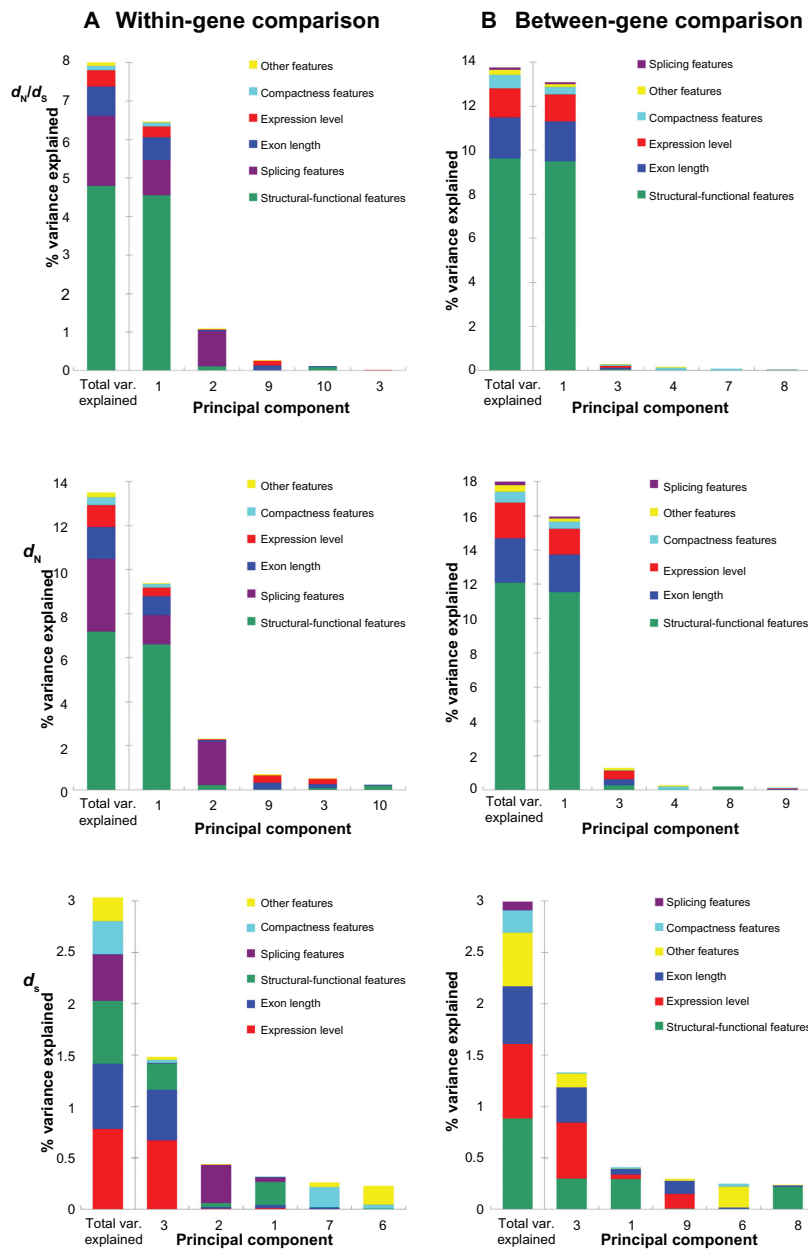 A Within-gene comparison
B Between-gene comparison
dN/dS
% variance explained
8
7
6
5
4
3
2
1
0
Other features
Compactness features
Expression level
Exon length
Splicing features
Structural-functional features
Total var. explained
1
2
9
10
3
Principal component
% variance explained
14
12
10
8
6
4
2
0
Splicing features
Other features
Compactness features
Expression level
Exon length
Structural-functional features
Total var. explained
1
3
4
7
8
Principal component
dN
% variance explained
14
12
10
8
6
4
2
0
Other features
Compactness features
Expression level
Exon length
Splicing features
Structural-functional features
Total var. explained
1
2
9
3
10
Principal component
% variance explained
18
16
14
12
10
8
6
4
2
0
Splicing features
Other features
Compactness features
Expression level
Exon length
Structural-functional features
Total var. explained
1
3
4
8
9
Principal component
ds
% variance explained
3
2.5
2
1.5
1
0.5
0
Other features
Compactness features
Splicing features
Structural-functional features
Exon length
Expression level
Total var. explained
3
2
1
7
6
Principal component
% variance explained
3
2.5
2
1.5
1
0.5
0
Splicing features
Compactness features
Other features
Exon length
Expression level
Structural-functional features
Total var. explained
3
1
9
6
8
Principal component